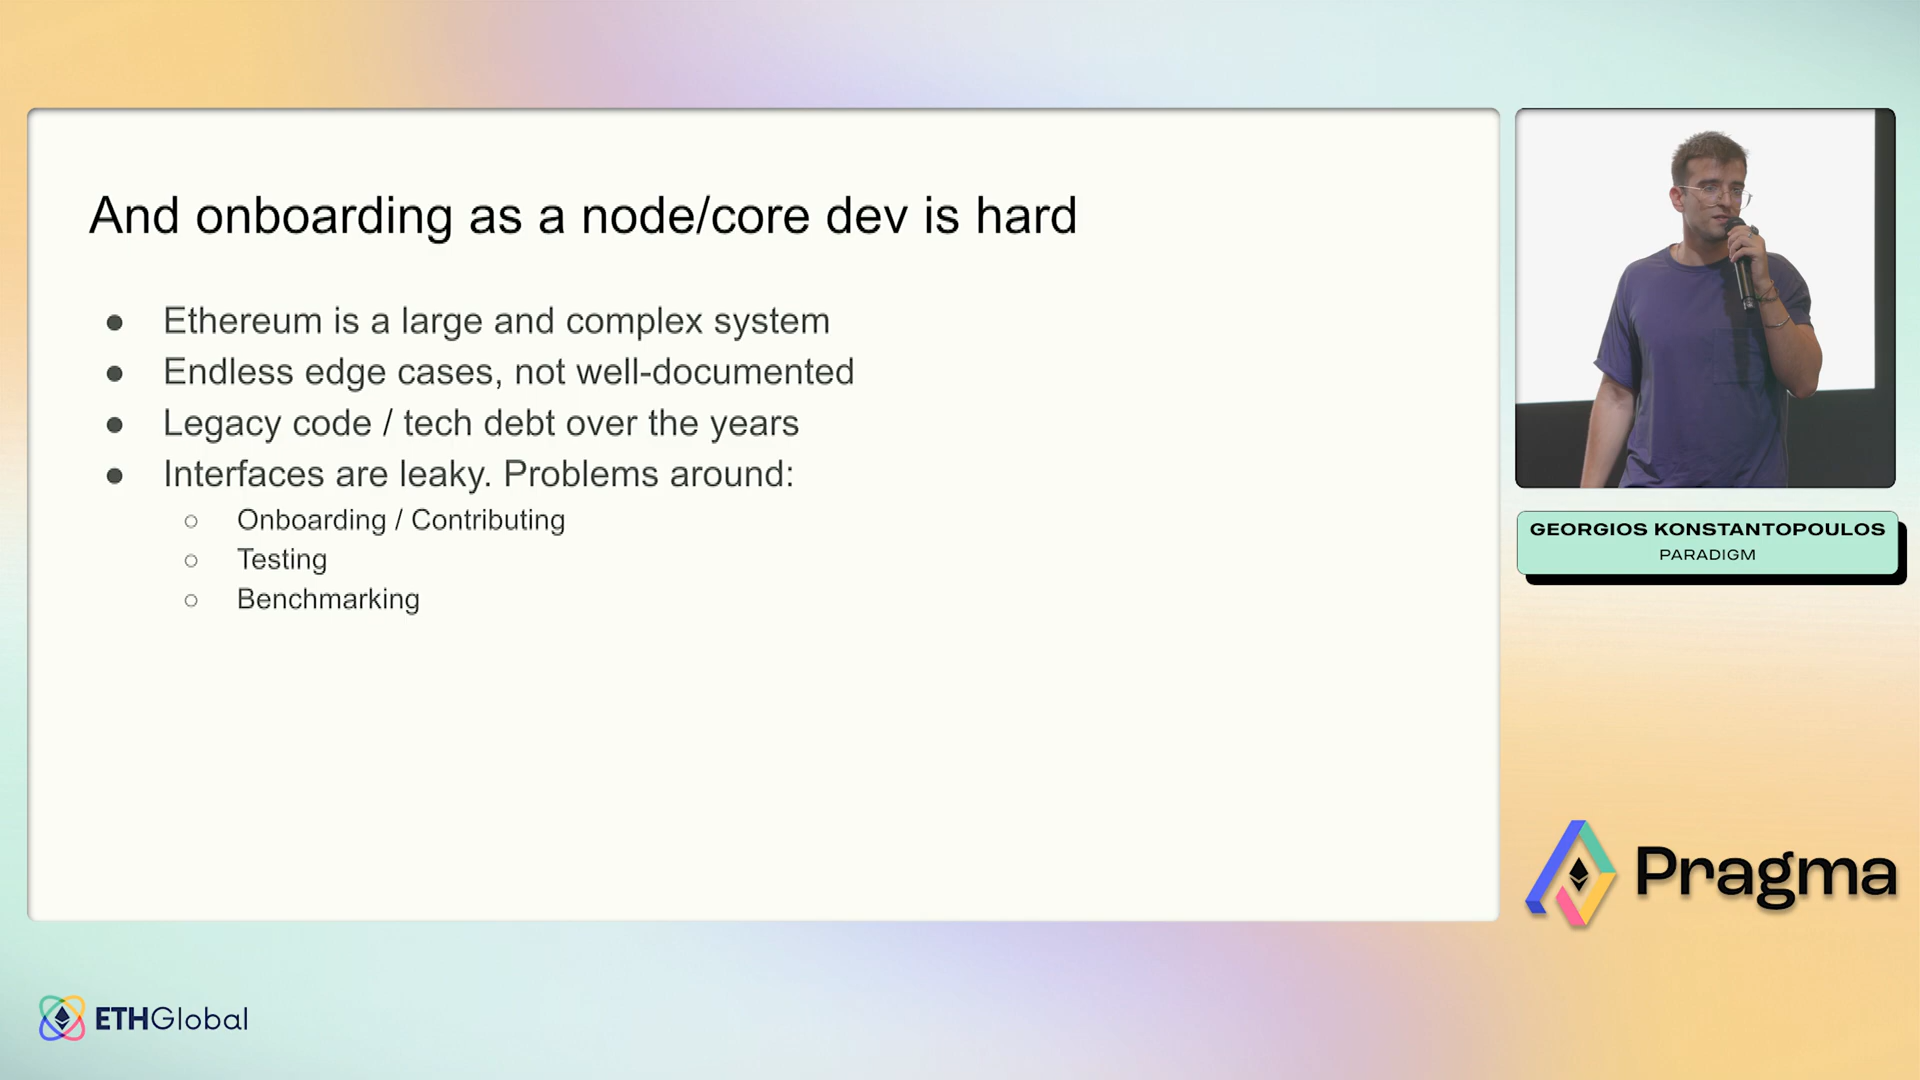 And onboarding as a node/core dev is hard
● Ethereum is a large and complex system
● Endless edge cases, not well-documented
● Legacy code / tech debt over the years
● Interfaces are leaky. Problems around:
○ Onboarding / Contributing
○ Testing
○ Benchmarking
GEORGIOS KONSTANTOPOULOS
PARADIGM
Pragma
ETHGlobal